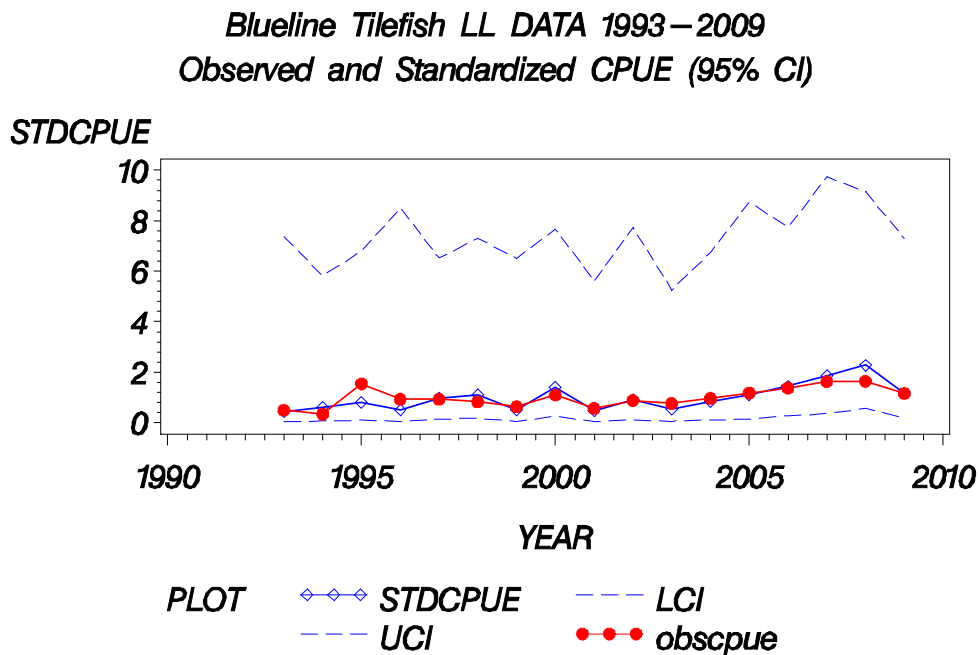 Blueline Tilefish LL DATA 1993-2009
Observed and Standardized CPUE (95% CI)
STDCPUE
10
8
6
4
2
0
1990 1995 2000 2005 2010
YEAR
PLOT STDCPUE LCI
UCI obscpue